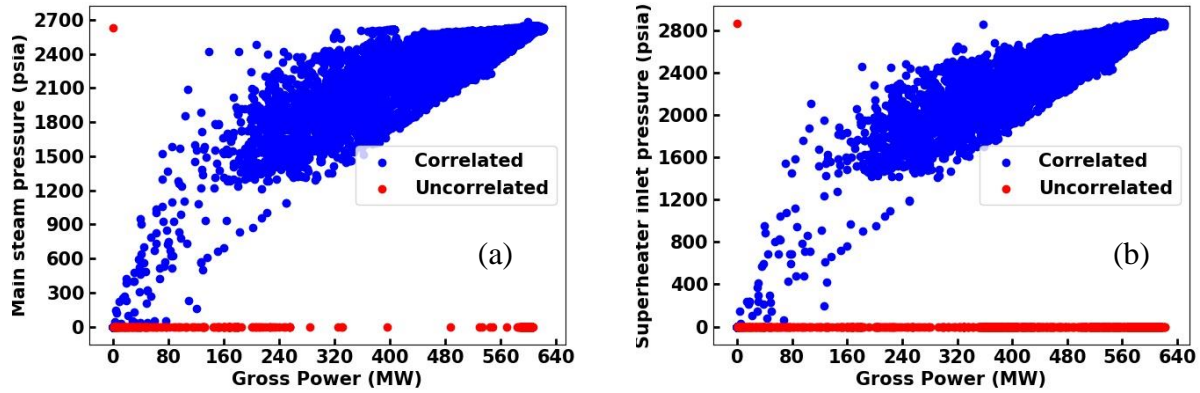 Main steam pressure (psia)
2700
2400
2100
1800
1500
1200
900
600
300
0
Correlated
Uncorrelated
(a)
0 80 160 240 320 400 480 560 640
Gross Power (MW)
Superheater inlet pressure (psia)
2800
2400
2000
1600
1200
800
400
0
Correlated
Uncorrelated
(b)
0 80 160 240 320 400 480 560 640
Gross Power (MW)